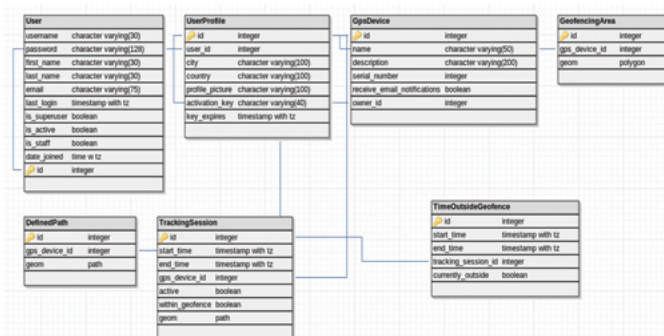 User
username character varying(30)
password character varying(128)
first_name character varying(30)
last_name character varying(30)
email character varying(75)
last_login timestamp with tz
is_superuser boolean
is_active boolean
is_staff boolean
date_joined time w tz
id integer
UserProfile
id integer
user_id integer
city character varying(100)
country character varying(100)
profile_picture character varying(100)
activation_key character varying(40)
key_expires timestamp with tz
GpsDevice
id integer
name character varying(50)
description character varying(200)
serial_number integer
receive_email_notifications boolean
owner_id integer
GeofencingArea
id integer
gps_device_id integer
geom polygon
DefinedPath
id integer
gps_device_id integer
geom path
TrackingSession
id integer
start_time timestamp with tz
end_time timestamp with tz
gps_device_id integer
active boolean
within_geofence boolean
geom path
TimeOutsideGeofence
id integer
start_time timestamp with tz
end_time timestamp with tz
tracking_session_id integer
currently_outside boolean